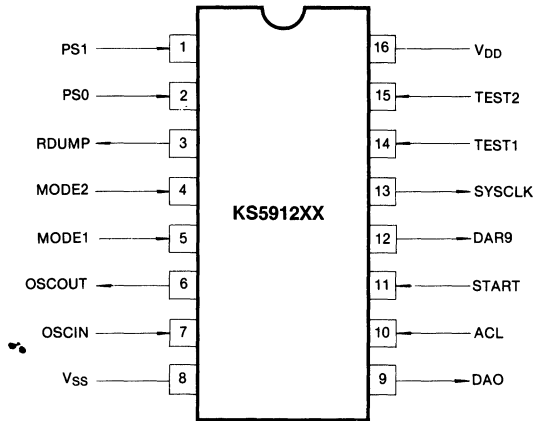 PS1 1 16 VDD
PS0 2 15 TEST2
RDUMP 3 14 TEST1
MODE2 4 13 SYSCLK
KS5912XX
MODE1 5 12 DAR9
OSCOUT 6 11 START
OSCIN 7 10 ACL
VSS 8 9 DAO